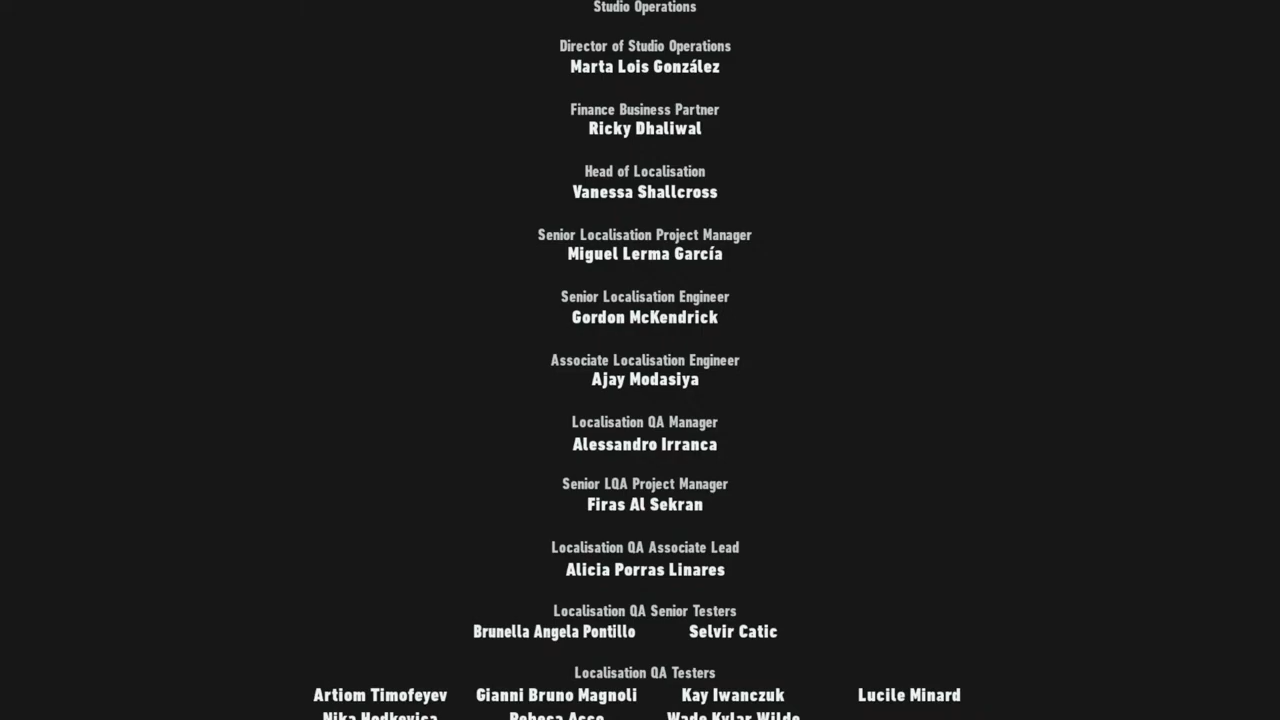 Studio Operations
Director of Studio Operations
Marta Lois González
Finance Business Partner
Ricky Dhaliwal
Head of Localisation
Vanessa Shallcross
Senior Localisation Project Manager
Miguel Lerma García
Senior Localisation Engineer
Gordon McKendrick
Associate Localisation Engineer
Ajay Modasiya
Localisation QA Manager
Alessandro Irranca
Senior LQA Project Manager
Firas Al Sekran
Localisation QA Associate Lead
Alicia Porras Linares
Localisation QA Senior Testers
Brunella Angela Pontillo Selvir Catic
Localisation QA Testers
Artiom Timofeyev Gianni Bruno Magnoli Kay Iwanczuk Lucile Minard
Nika Wade Kylar Wilde